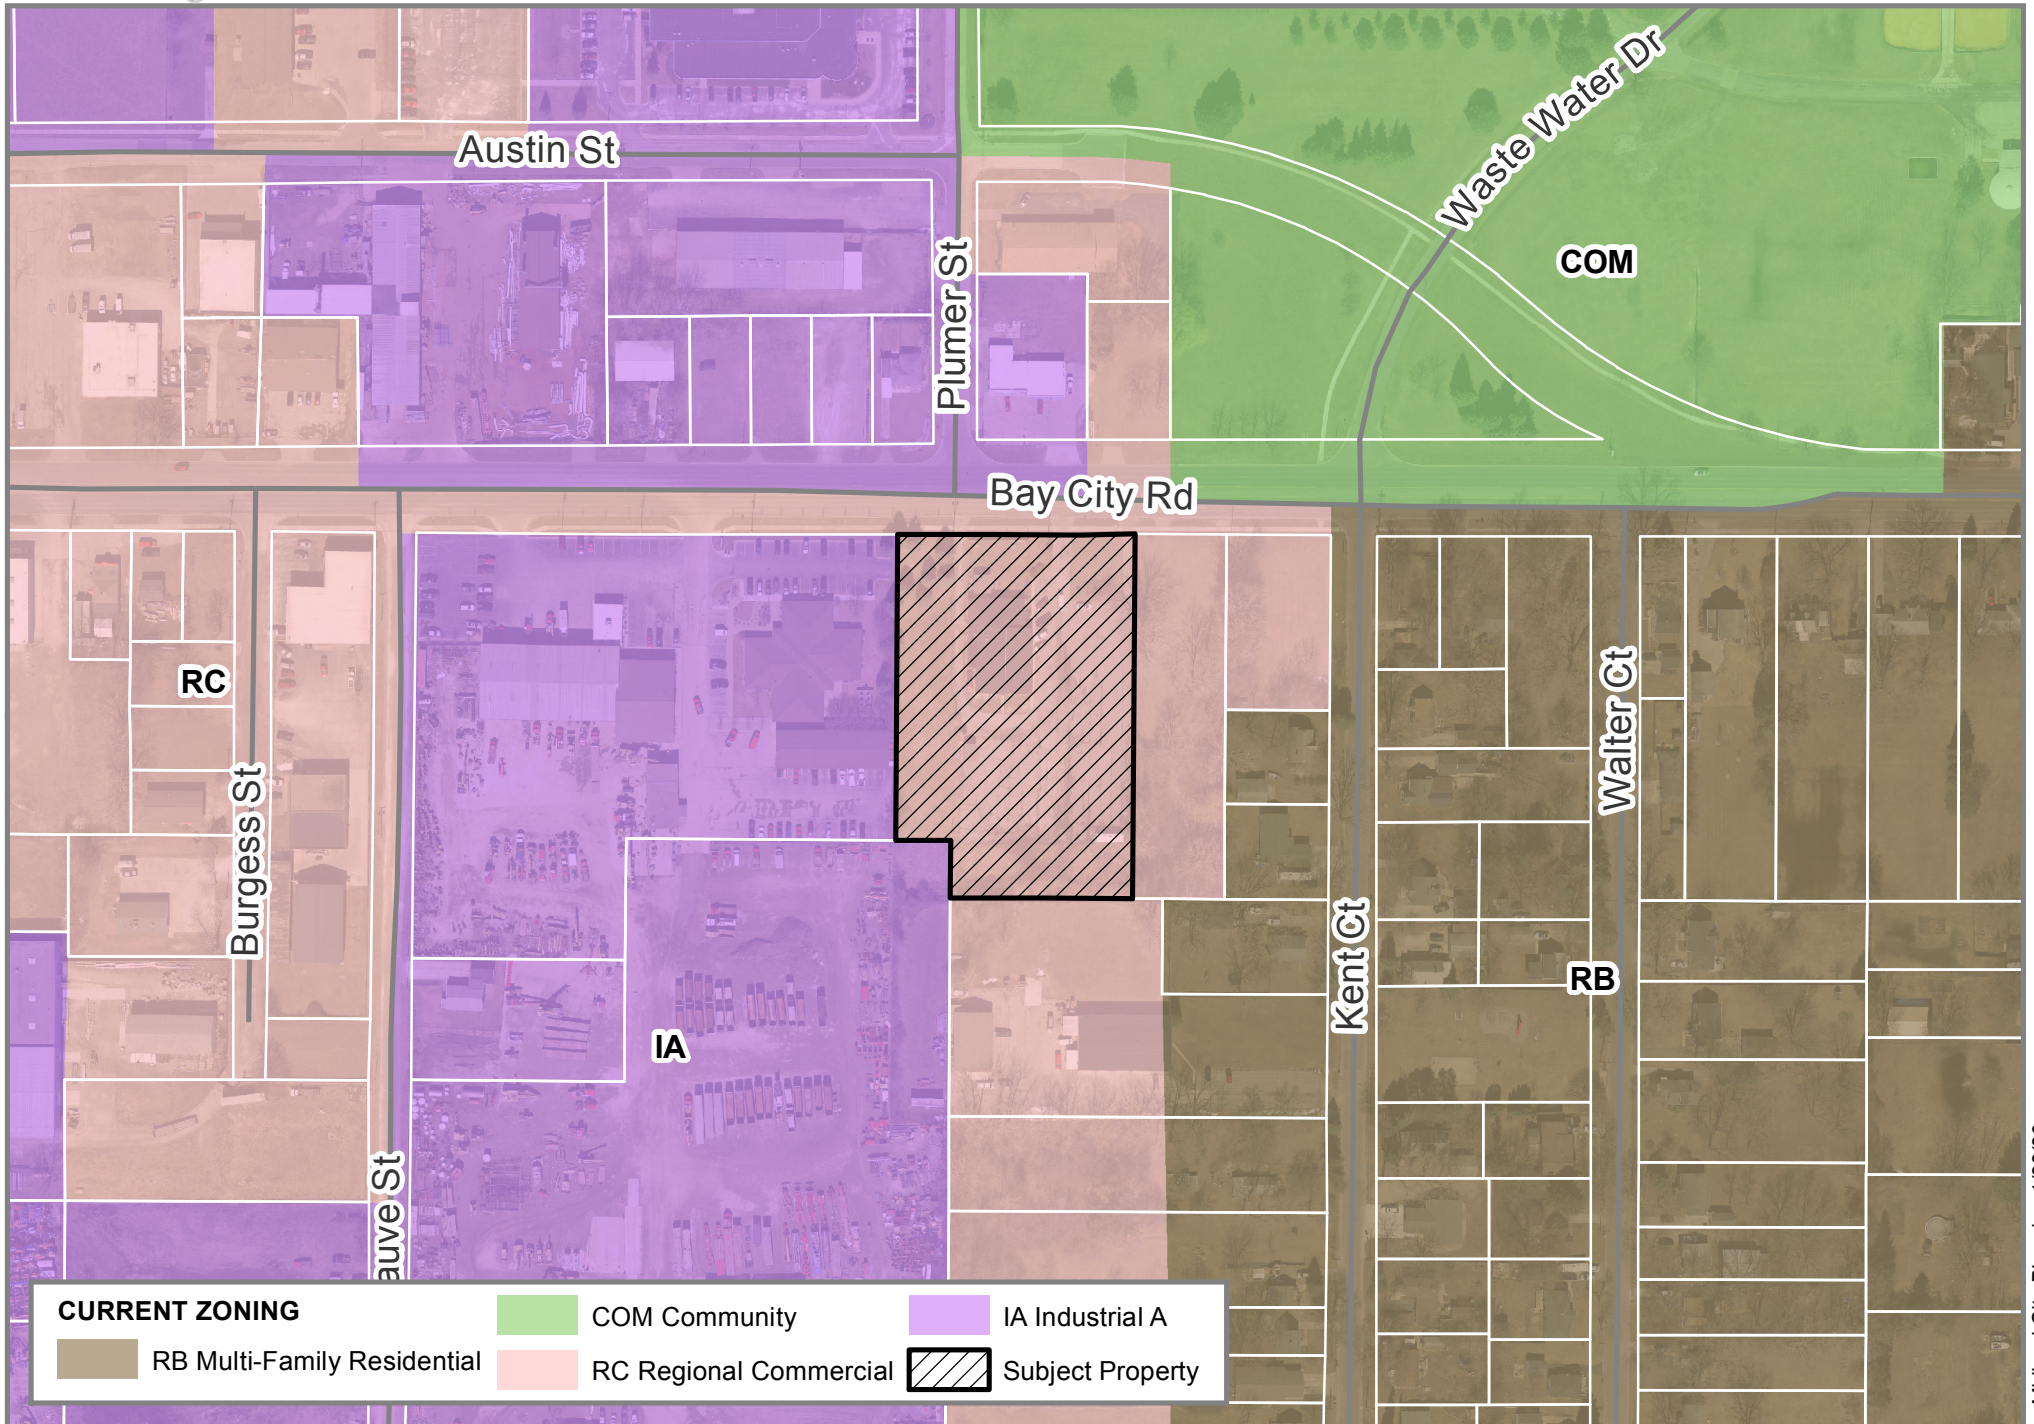 Austin St
Waste Water Dr
COM
Plumer St
Bay City Rd
RC
Burgess St
Walter Ct
Kent Ct
RB
IA
auve St
CURRENT ZONING
RB Multi-Family Residential
COM Community
RC Regional Commercial
IA Industrial A
Subject Property